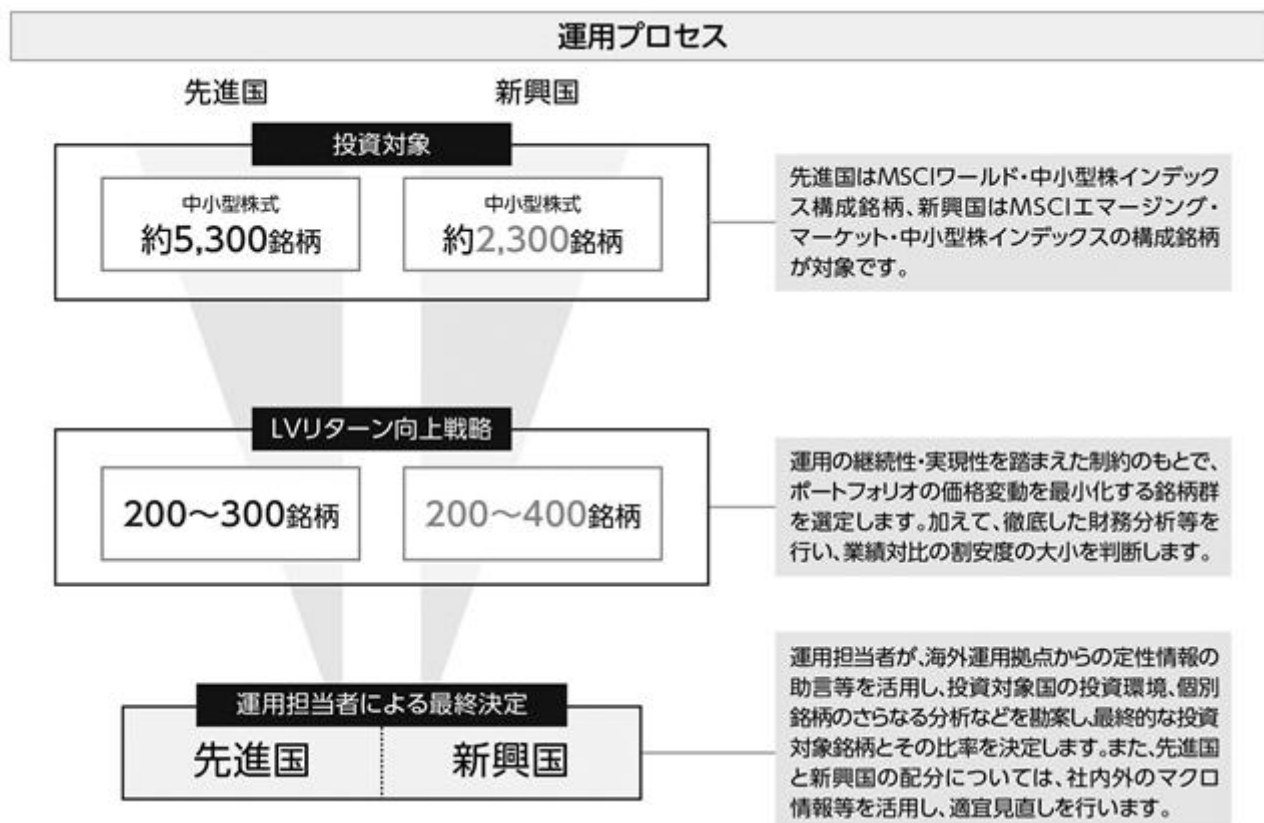 運用プロセス
先進国
新興国
投資対象
中小型株式
約5,300銘柄
中小型株式
約2,300銘柄
先進国はMSCIワールド・中小型株インデック
ス構成銘柄、新興国はMSCIエマージング・
マーケット・中小型株インデックスの構成銘柄
が対象です。
LVリターン向上戦略
200〜300銘柄
200〜400銘柄
運用の継続性・実現性を踏まえた制約のもとで、
ポートフォリオの価格変動を最小化する銘柄群
を選定します。加えて、徹底した財務分析等を
行い、業績対比の割安度の大小を判断します。
運用担当者による最終決定
先進国
新興国
運用担当者が、海外運用拠点からの定性情報の
助言等を活用し、投資対象国の投資環境、個別
銘柄のさらなる分析などを勘案し、最終的な投資
対象銘柄とその比率を決定します。また、先進国
と新興国の配分については、社内外のマクロ
情報等を活用し、適宜見直しを行います。